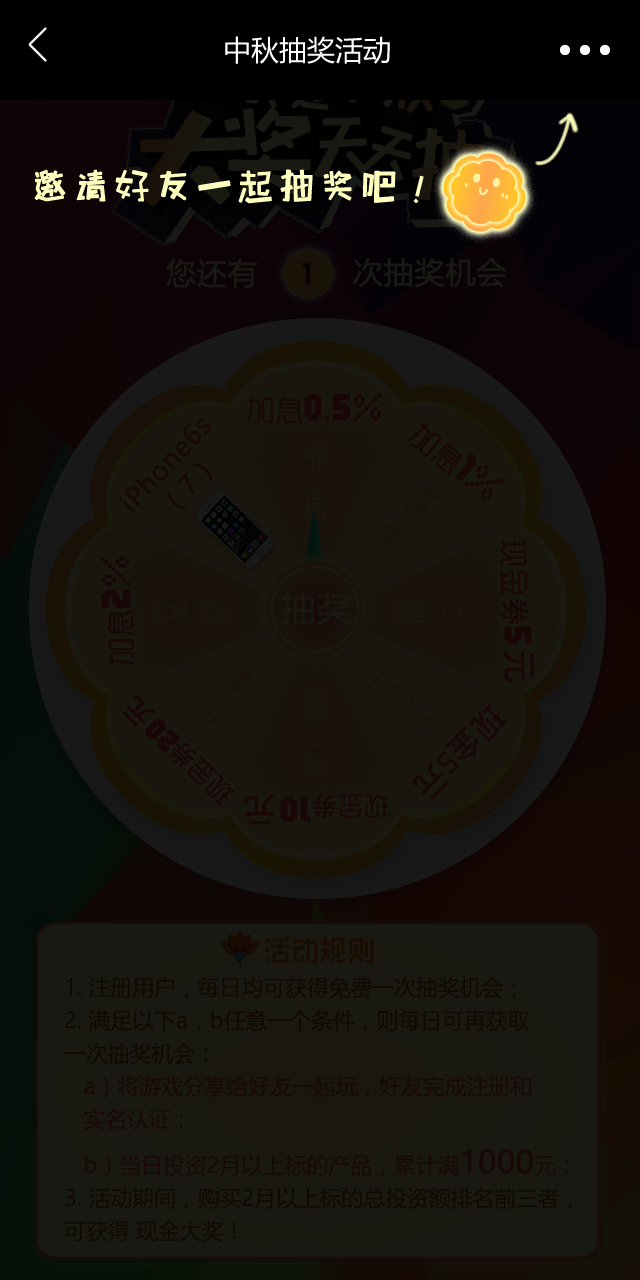 中秋抽奖活动
大奖天天抽
邀请好友一起抽奖吧！
您还有 1 次抽奖机会
加息0.5%
加息1%
iPhone6s
（7）
现金券5元
加息2%
抽奖
现金5元
现金券20元
现金券10元
活动规则
1. 注册用户，每日均可获得免费一次抽奖机会；
2. 满足以下a，b任意一个条件，则每日可再获取
一次抽奖机会：
a）将游戏分享给好友一起玩，好友完成注册和
实名认证；
b）当日投资2月以上标的产品，累计满1000元；
3. 活动期间，购买2月以上标的总投资额排名前三者，
可获得 现金大奖！